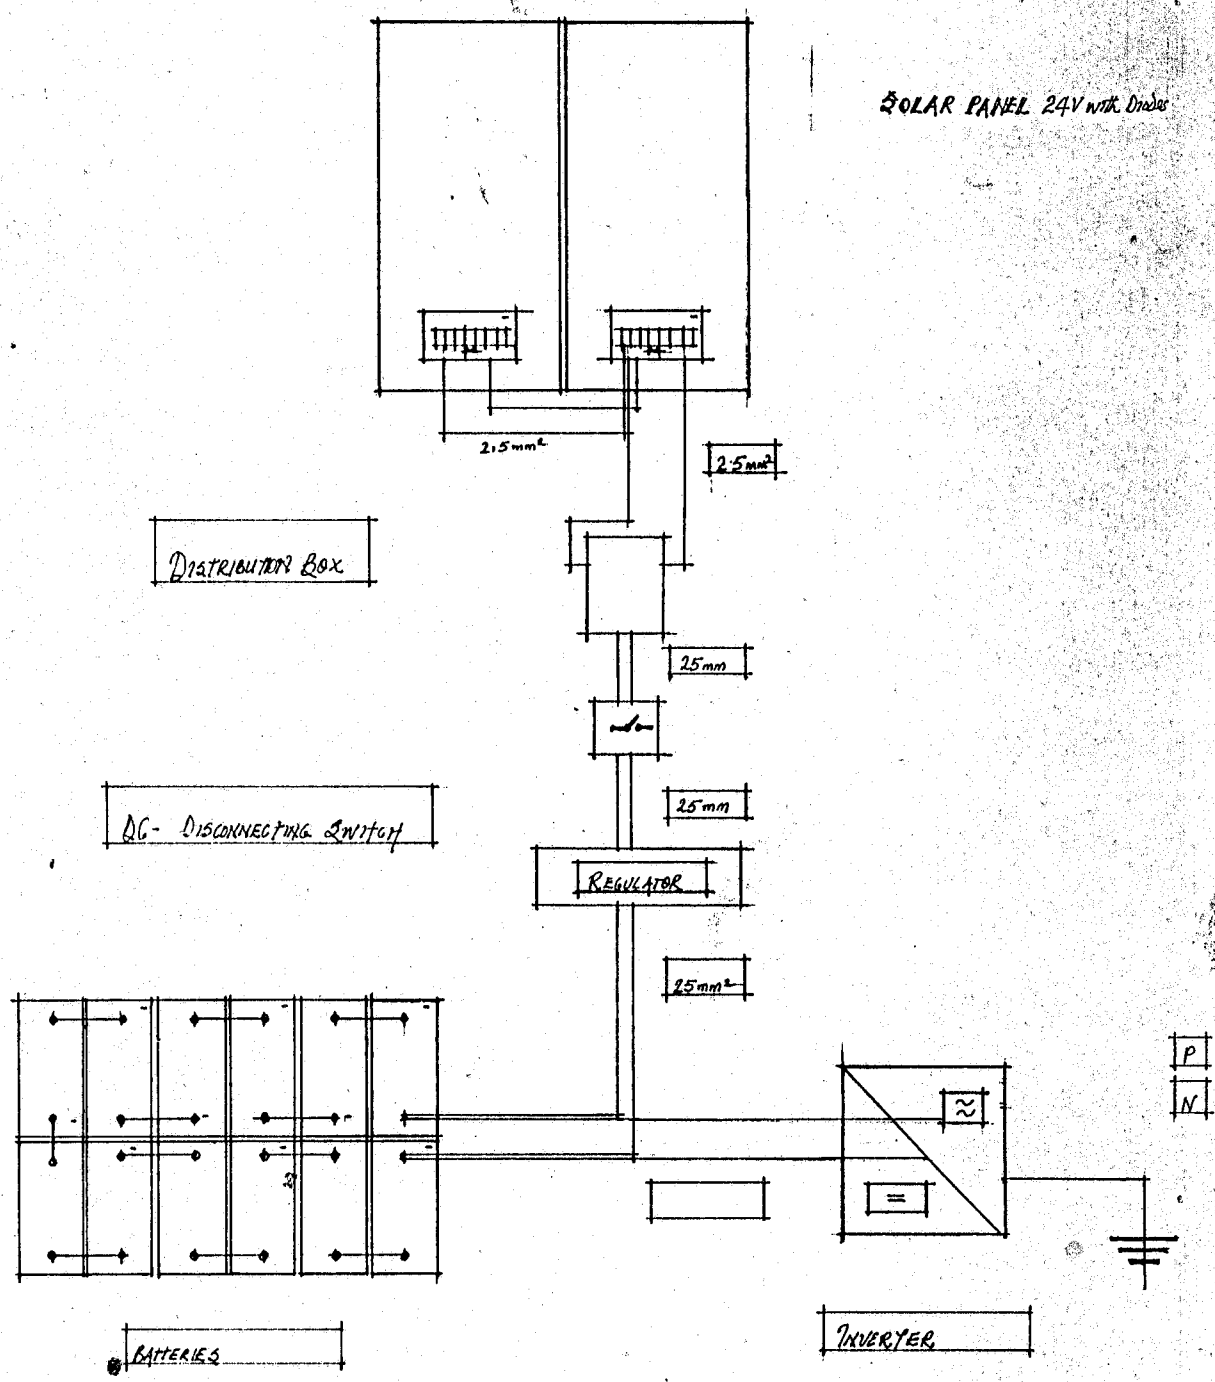 SOLAR PANEL 24V with Diodes
2.5mm²
2.5mm²
DISTRIBUTION BOX
25mm
DC- DISCONNECTING SWITCH
25mm
REGULATOR
25mm²
P
N
BATTERIES
INVERTER